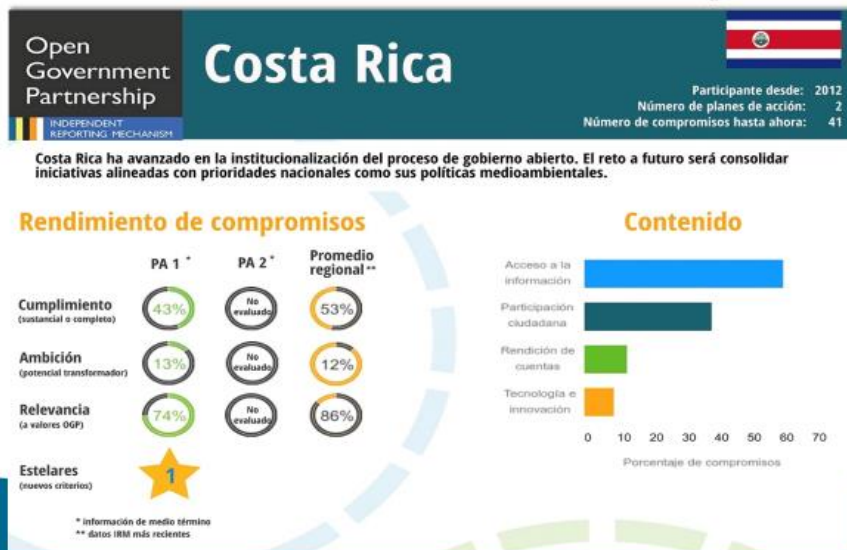 Open
Government
Partnership
INDEPENDENT
REPORTING MECHANISM
Costa Rica
Participante desde: 2012
Número de planes de acción: 2
Número de compromisos hasta ahora: 41
Costa Rica ha avanzado en la institucionalización del proceso de gobierno abierto. El reto a futuro será consolidar
iniciativas alineadas con prioridades nacionales como sus políticas medioambientales.
Rendimiento de compromisos
PA 1 *
PA 2 *
Promedio
regional **
Cumplimiento
(sustancial o completo)
43%
No
evaluado
53%
Ambición
(potencial transformador)
13%
No
evaluado
12%
Relevancia
(a valores OGP)
74%
No
evaluado
86%
Estelares
(nuevos criterios)
1
* información de medio término
** datos IRM más recientes
Contenido
Acceso a la
información
Participación
ciudadana
Rendición de
cuentas
Tecnología e
innovación
0 10 20 30 40 50 60 70
Porcentaje de compromisos